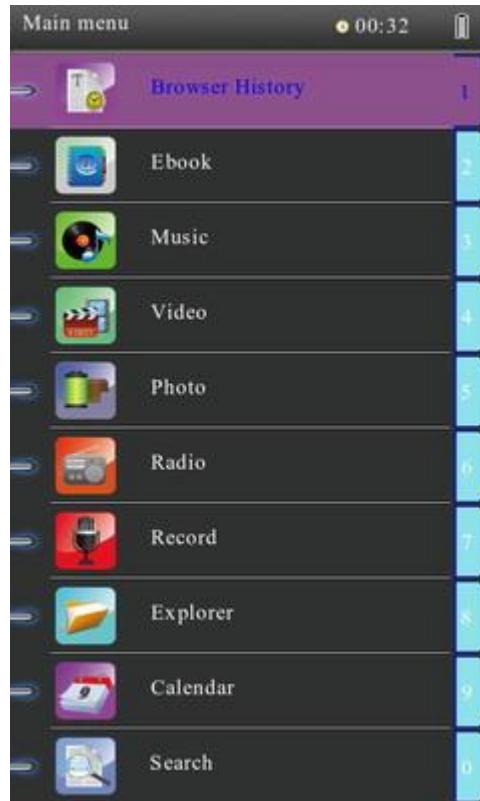 Main menu 00:32
Browser History 1
Ebook 2
Music 3
Video 4
Photo 5
Radio 6
Record 7
Explorer 8
Calendar 9
Search 0